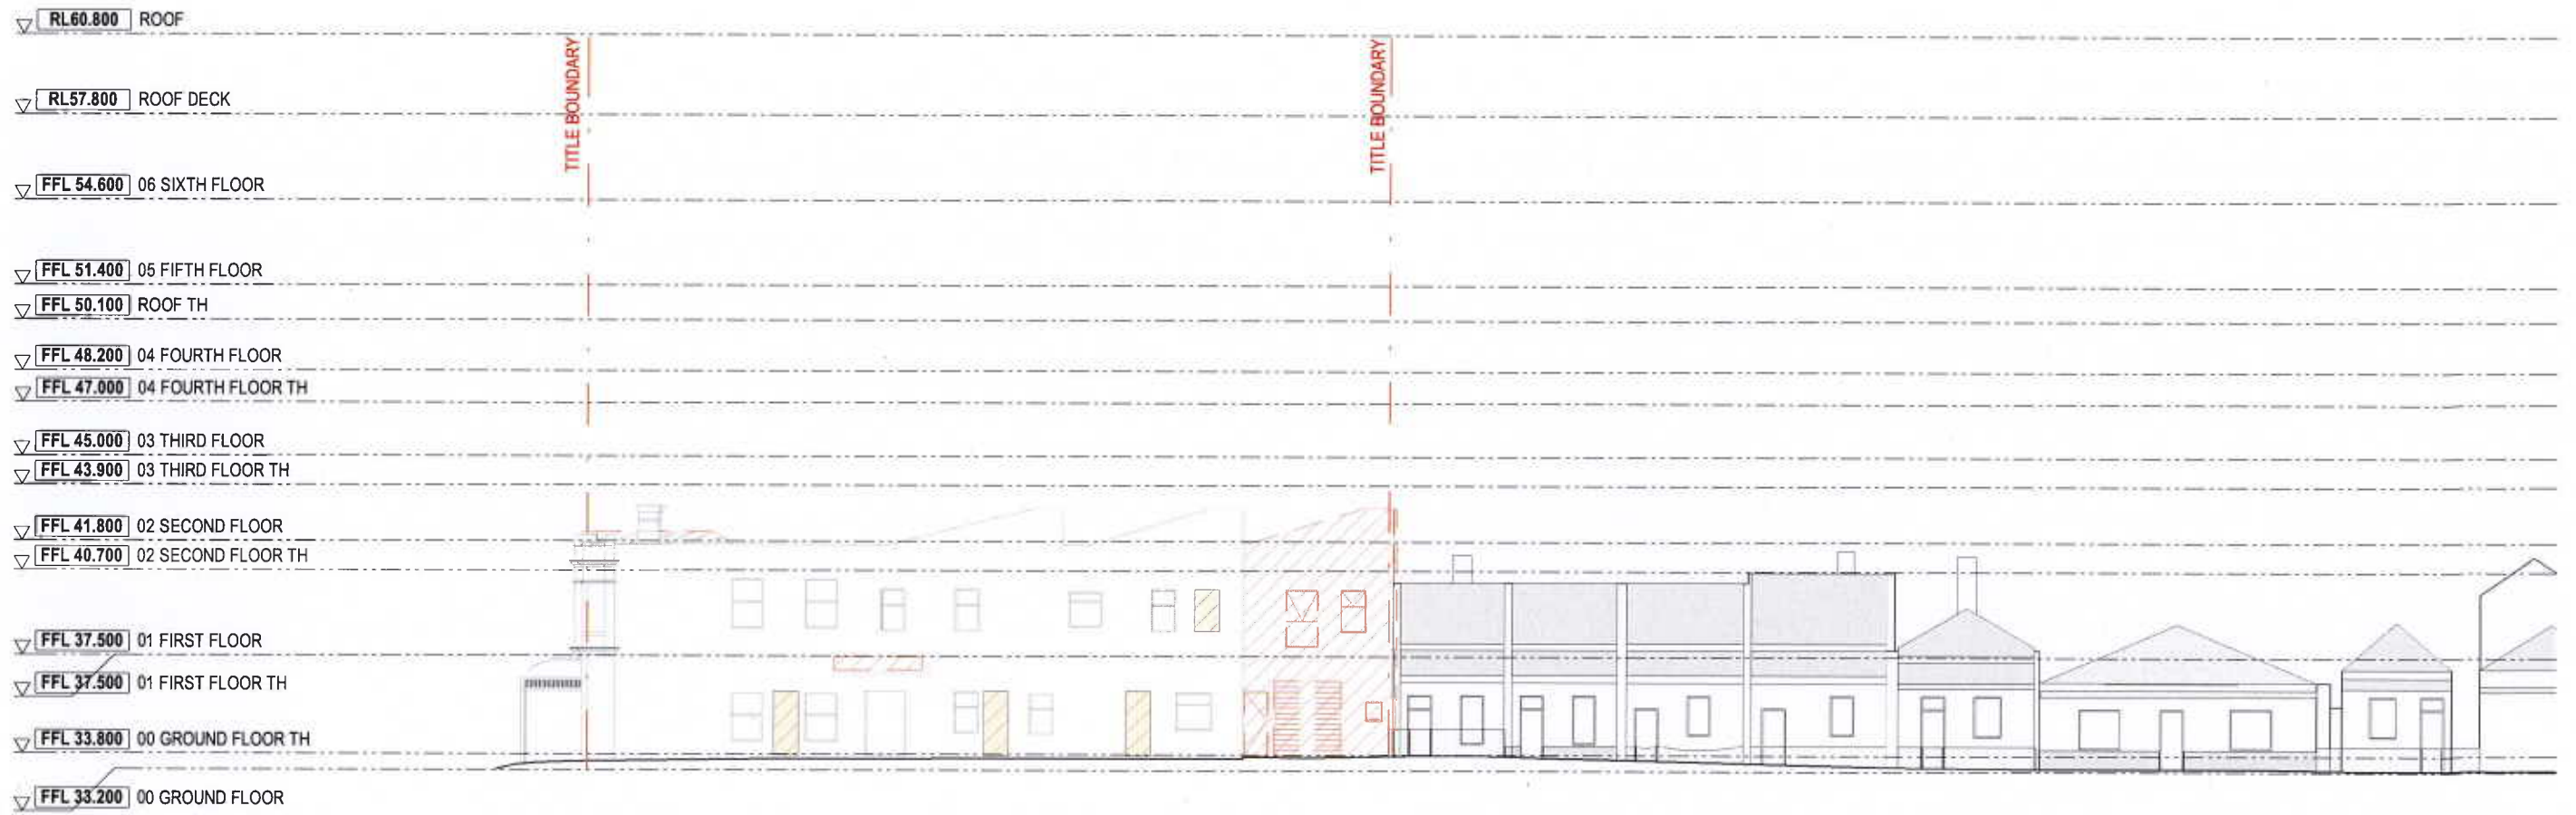 RL60.800 ROOF
TITLE BOUNDARY
TITLE BOUNDARY
RL57.800 ROOF DECK
FFL 54.600 06 SIXTH FLOOR
FFL 51.400 05 FIFTH FLOOR
FFL 50.100 ROOF TH
FFL 48.200 04 FOURTH FLOOR
FFL 47.000 04 FOURTH FLOOR TH
FFL 45.000 03 THIRD FLOOR
FFL 43.900 03 THIRD FLOOR TH
FFL 41.800 02 SECOND FLOOR
FFL 40.700 02 SECOND FLOOR TH
FFL 37.500 01 FIRST FLOOR
FFL 37.500 01 FIRST FLOOR TH
FFL 33.800 00 GROUND FLOOR TH
FFL 33.200 00 GROUND FLOOR